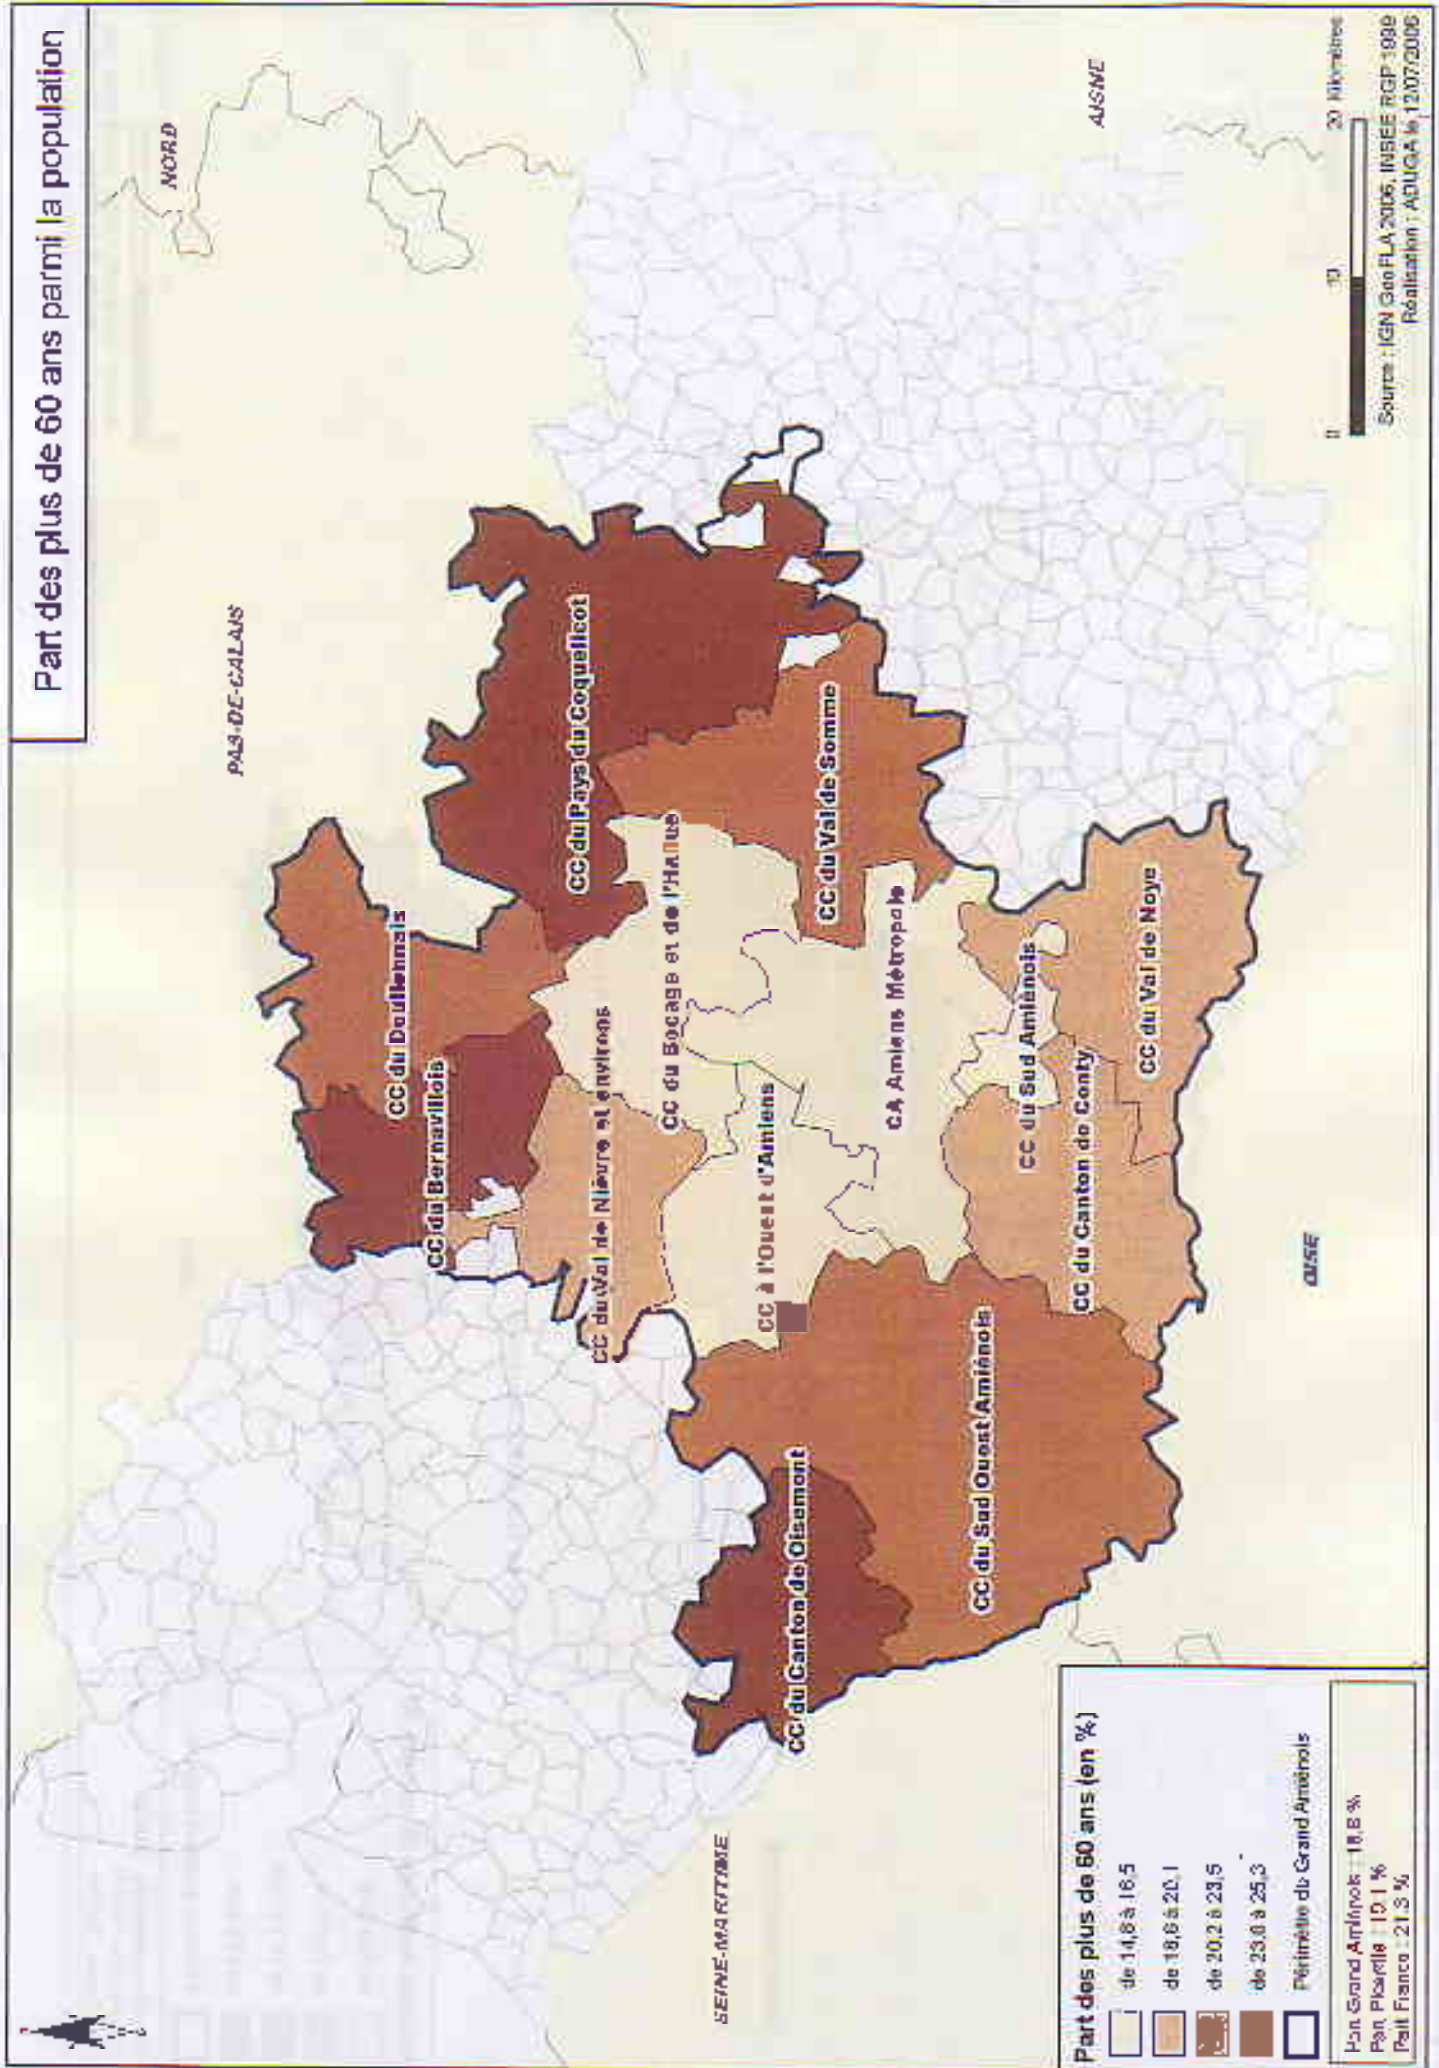 Part des plus de 60 ans parmi la population
NORD
PAS-DE-CALAIS
AISNE
CC du Doullennais
CC du Bernavillois
CC du Pays du Coquelicot
CC du Val de Nièvre et environs
CC du Bocage et de l'Hallue
CC à l'Ouest d'Amiens
CC du Val de Somme
CC du Canton de Oisemont
CA Amiens Métropole
CC du Sud Ouest Amiénois
CC du Sud Amiénois
CC du Canton de Conty
CC du Val de Noye
SEINE-MARITIME
OISE
Part des plus de 60 ans (en %)
de 14,8 à 16,5
de 18,6 à 20,1
de 20,2 à 23,5
de 23,6 à 25,3
Périmètre du Grand Amiénois
Part Grand Amiénois : 18,8 %
Part Picardie : 19,1 %
Part France : 21,3 %
0 10 20 Kilomètres
Source : IGN GéoFLA 2006, INSEE RGP 1999
Réalisation : ADUGA le 12/07/2006